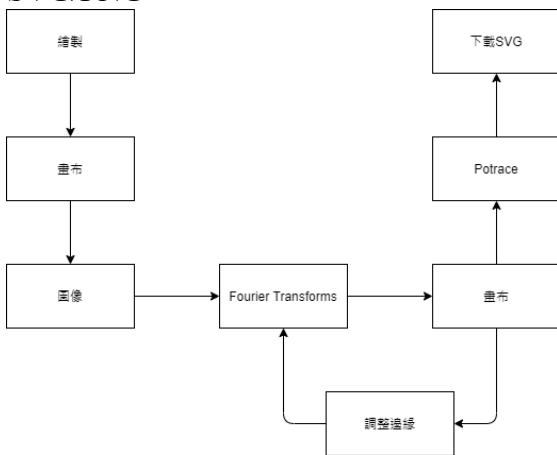 繪製
下載SVG
畫布
Potrace
圖像
Fourier Transforms
畫布
調整邊緣